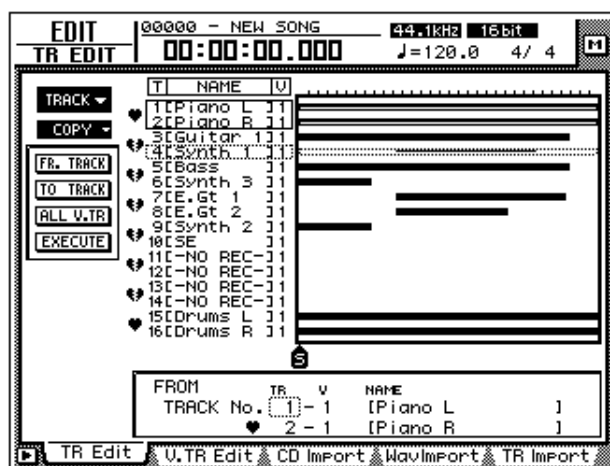 EDIT
TR EDIT
00000 - NEW SONG
00:00:00.000
44.1kHz 16bit
♩=120.0 4/ 4
M
TRACK
COPY
FR. TRACK
TO TRACK
ALL V.TR
EXECUTE
T NAME V
1[Piano L ]1
2[Piano R ]1
3[Guitar 1]1
4[Synth 1 ]1
5[Bass ]1
6[Synth 3 ]1
7[E.Gt 1 ]1
8[E.Gt 2 ]1
9[Synth 2 ]1
10[SE ]1
11[-NO REC-]1
12[-NO REC-]1
13[-NO REC-]1
14[-NO REC-]1
15[Drums L ]1
16[Drums R ]1
S
FROM TR V NAME
TRACK No. 1 - 1 [Piano L ]
♥ 2 - 1 [Piano R ]
TR Edit V.TR Edit CD Import WavImport TR Import